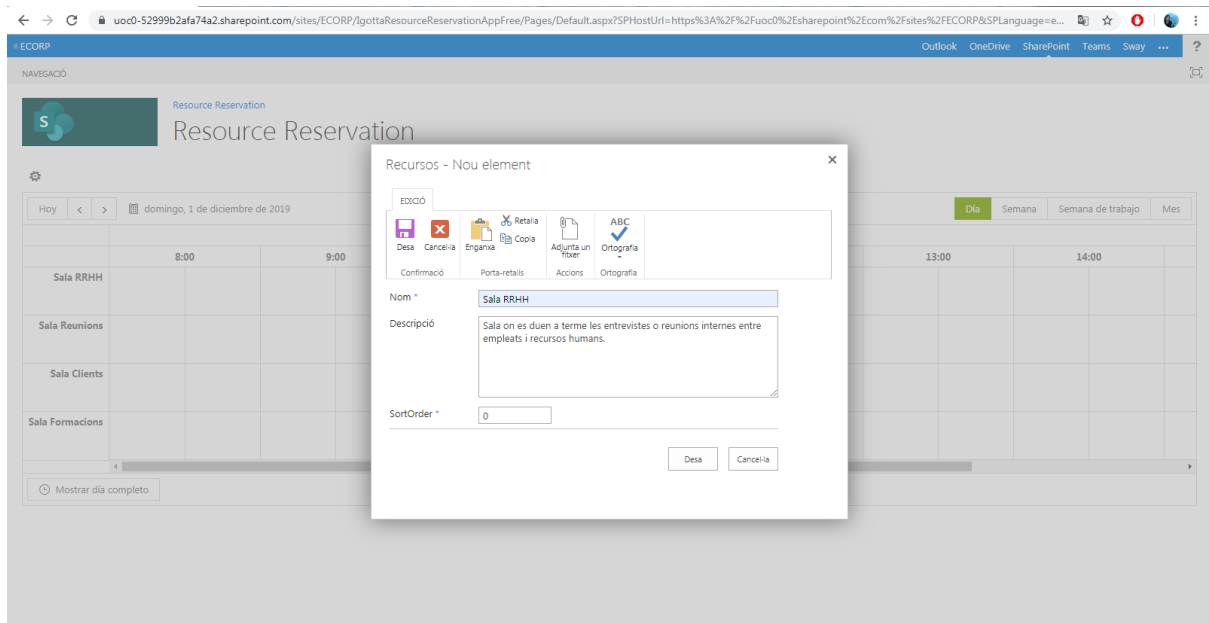 uoc0-52999b2afa74a2.sharepoint.com/sites/ECORP/IgottaResourceReservationAppFree/Pages/Default.aspx?SPHostUrl=https%3A%2F%2Fuoc0%2Esharepoint%2Ecom%2Fsites%2FECORP&SPLanguage=e...
ECORP
Outlook OneDrive SharePoint Teams Sway ... ?
NAVEGACIÓ
S
Resource Reservation
Resource Reservation
Recursos - Nou element
EDICIÓ
Desa Cancel·la Enganxa Retalla Copia Adjunta un fitxer ABC Ortografia
Confirmació Porta-retalls Accions Ortografia
Hoy domingo, 1 de diciembre de 2019
Día Semana Semana de trabajo Mes
8:00 9:00 13:00 14:00
Sala RRHH
Sala Reunions
Sala Clients
Sala Formacions
Nom * Sala RRHH
Descripció Sala on es duen a terme les entrevistes o reunions internes entre
empleats i recursos humans.
SortOrder * 0
Desa Cancel·la
Mostrar día completo